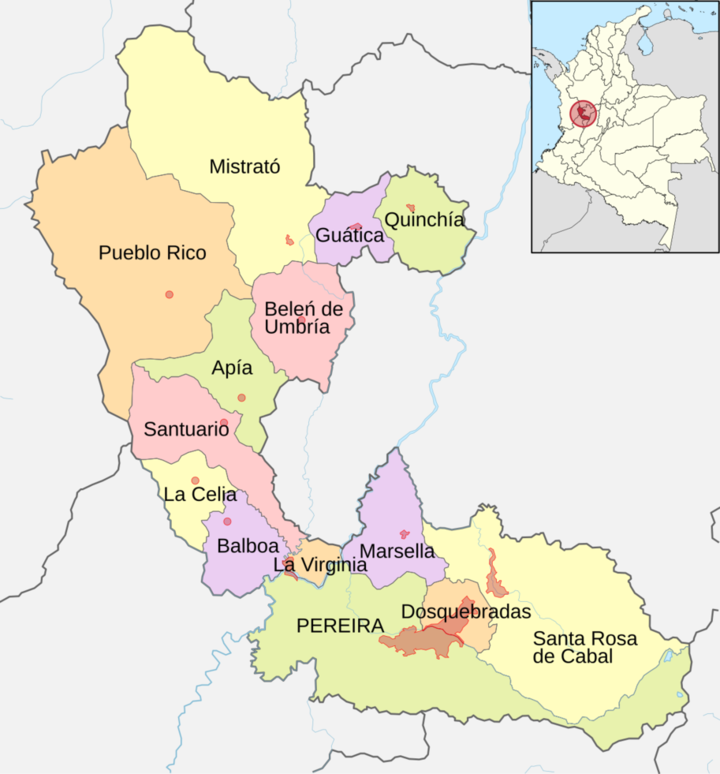 Mistrató
Quinchía
Guática
Pueblo Rico
Beleń de
Umbría
Apía
Santuario
La Celia
Balboa
Marsella
La Virginia
Dosquebradas
PEREIRA
Santa Rosa
de Cabal